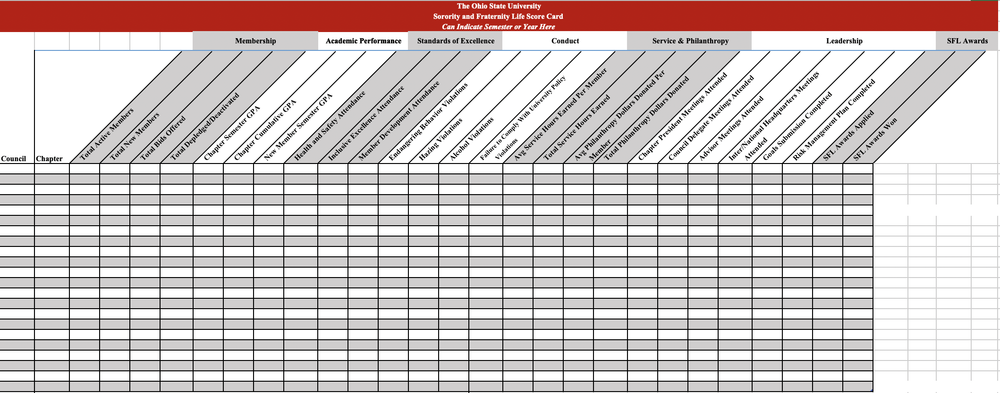 The Ohio State University
Sorority and Fraternity Life Score Card
Can Indicate Semester or Year Here
Membership
Academic Performance
Standards of Excellence
Conduct
Service & Philanthropy
Leadership
SFL Awards
Council
Chapter
Total Active Members
Total New Members
Total Bids Offered
Total Depledged/Deactivated
Chapter Semester GPA
Chapter Cumulative GPA
New Member Semester GPA
Health and Safety Attendance
Inclusive Excellence Attendance
Member Development Attendance
Endangering Behavior Violations
Hazing Violations
Alcohol Violations
Failure to Comply With University Policy
Violations
Avg Service Hours Earned Per Member
Total Service Hours Earned
Avg Philanthropy Dollars Donated Per
Member
Total Philanthropy Dollars Donated
Chapter President Meetings Attended
Council Delegate Meetings Attended
Advisor Meetings Attended
Inter/National Headquarters Meetings
Attended
Goals Submission Completed
Risk Management Plan Completed
SFL Awards Applied
SFL Awards Won